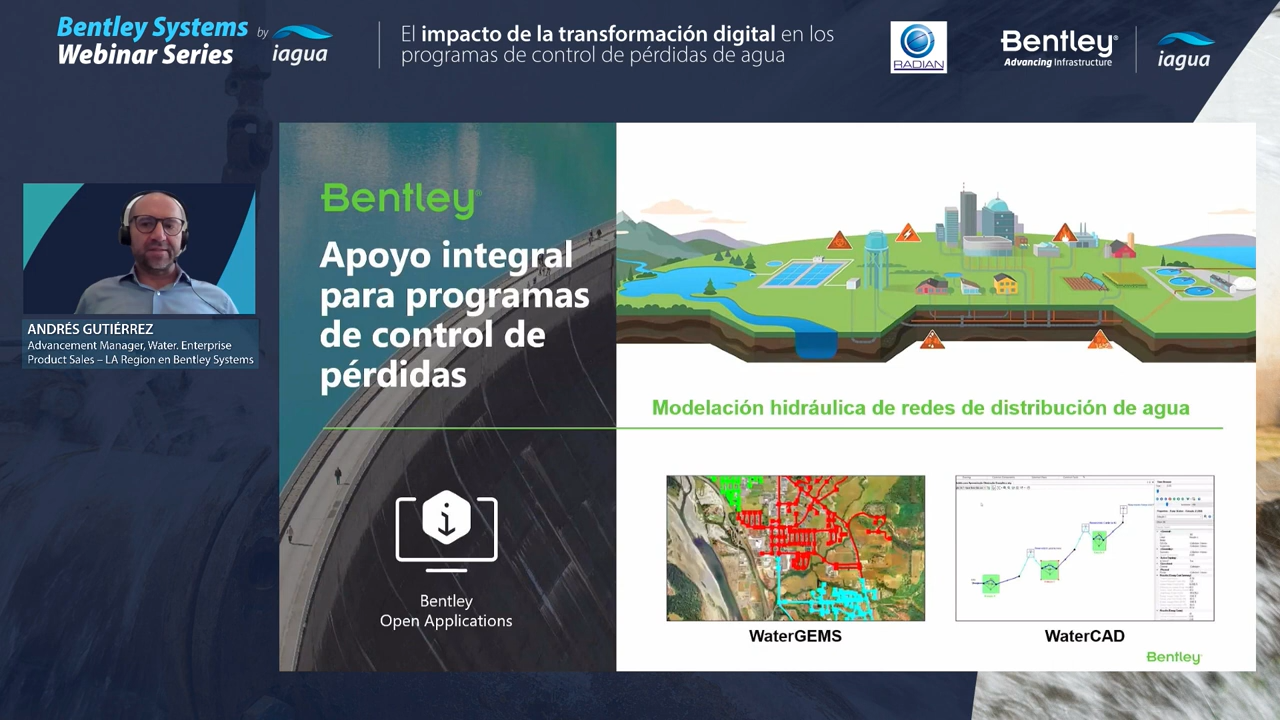 Bentley Systems
Webinar Series
by
iagua
El impacto de la transformación digital en los
programas de control de pérdidas de agua
RADIAN
Bentley®
Advancing Infrastructure
iagua
ANDRÉS GUTIÉRREZ
Advancement Manager, Water. Enterprise
Product Sales – LA Region en Bentley Systems
Bentley®
Apoyo integral
para programas
de control de
pérdidas
Bentley
Open Applications
Modelación hidráulica de redes de distribución de agua
WaterGEMS
WaterCAD
Bentley